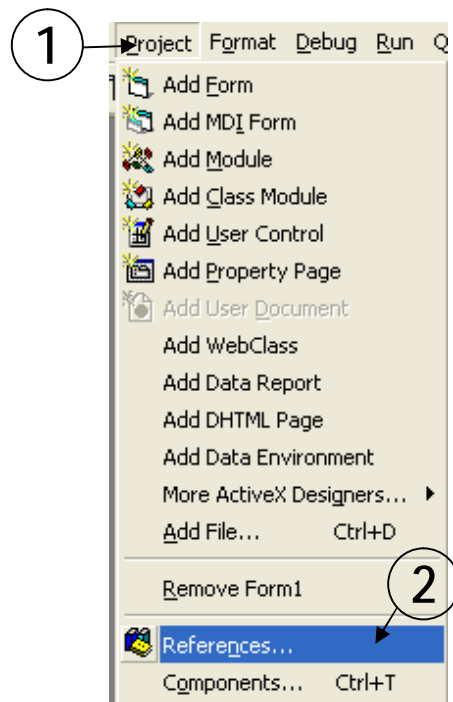 1
Project Format Debug Run Q
Add Form
Add MDI Form
Add Module
Add Class Module
Add User Control
Add Property Page
Add User Document
Add WebClass
Add Data Report
Add DHTML Page
Add Data Environment
More ActiveX Designers...
Add File... Ctrl+D
Remove Form1
2
References...
Components... Ctrl+T